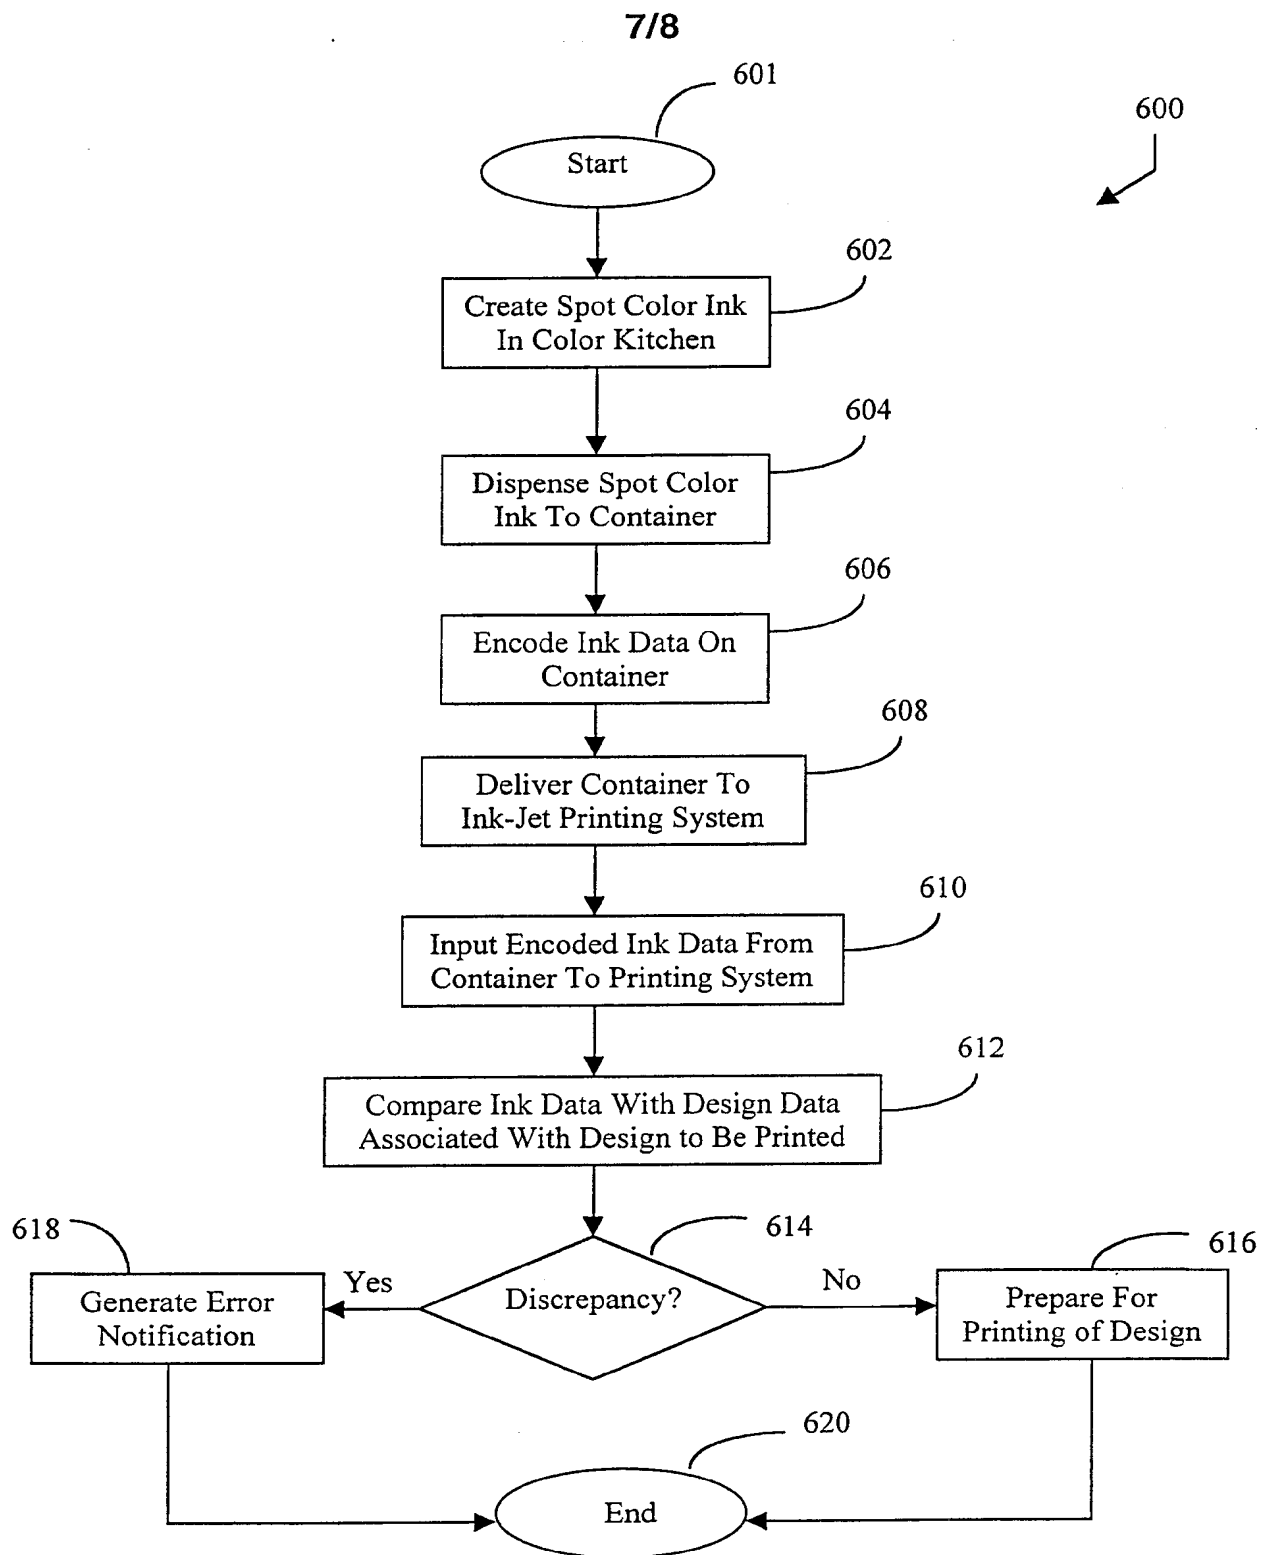 7/8
601
600
Start
602
Create Spot Color Ink
In Color Kitchen
604
Dispense Spot Color
Ink To Container
606
Encode Ink Data On
Container
608
Deliver Container To
Ink-Jet Printing System
610
Input Encoded Ink Data From
Container To Printing System
612
Compare Ink Data With Design Data
Associated With Design to Be Printed
618
614
616
Yes
No
Generate Error
Notification
Discrepancy?
Prepare For
Printing of Design
620
End